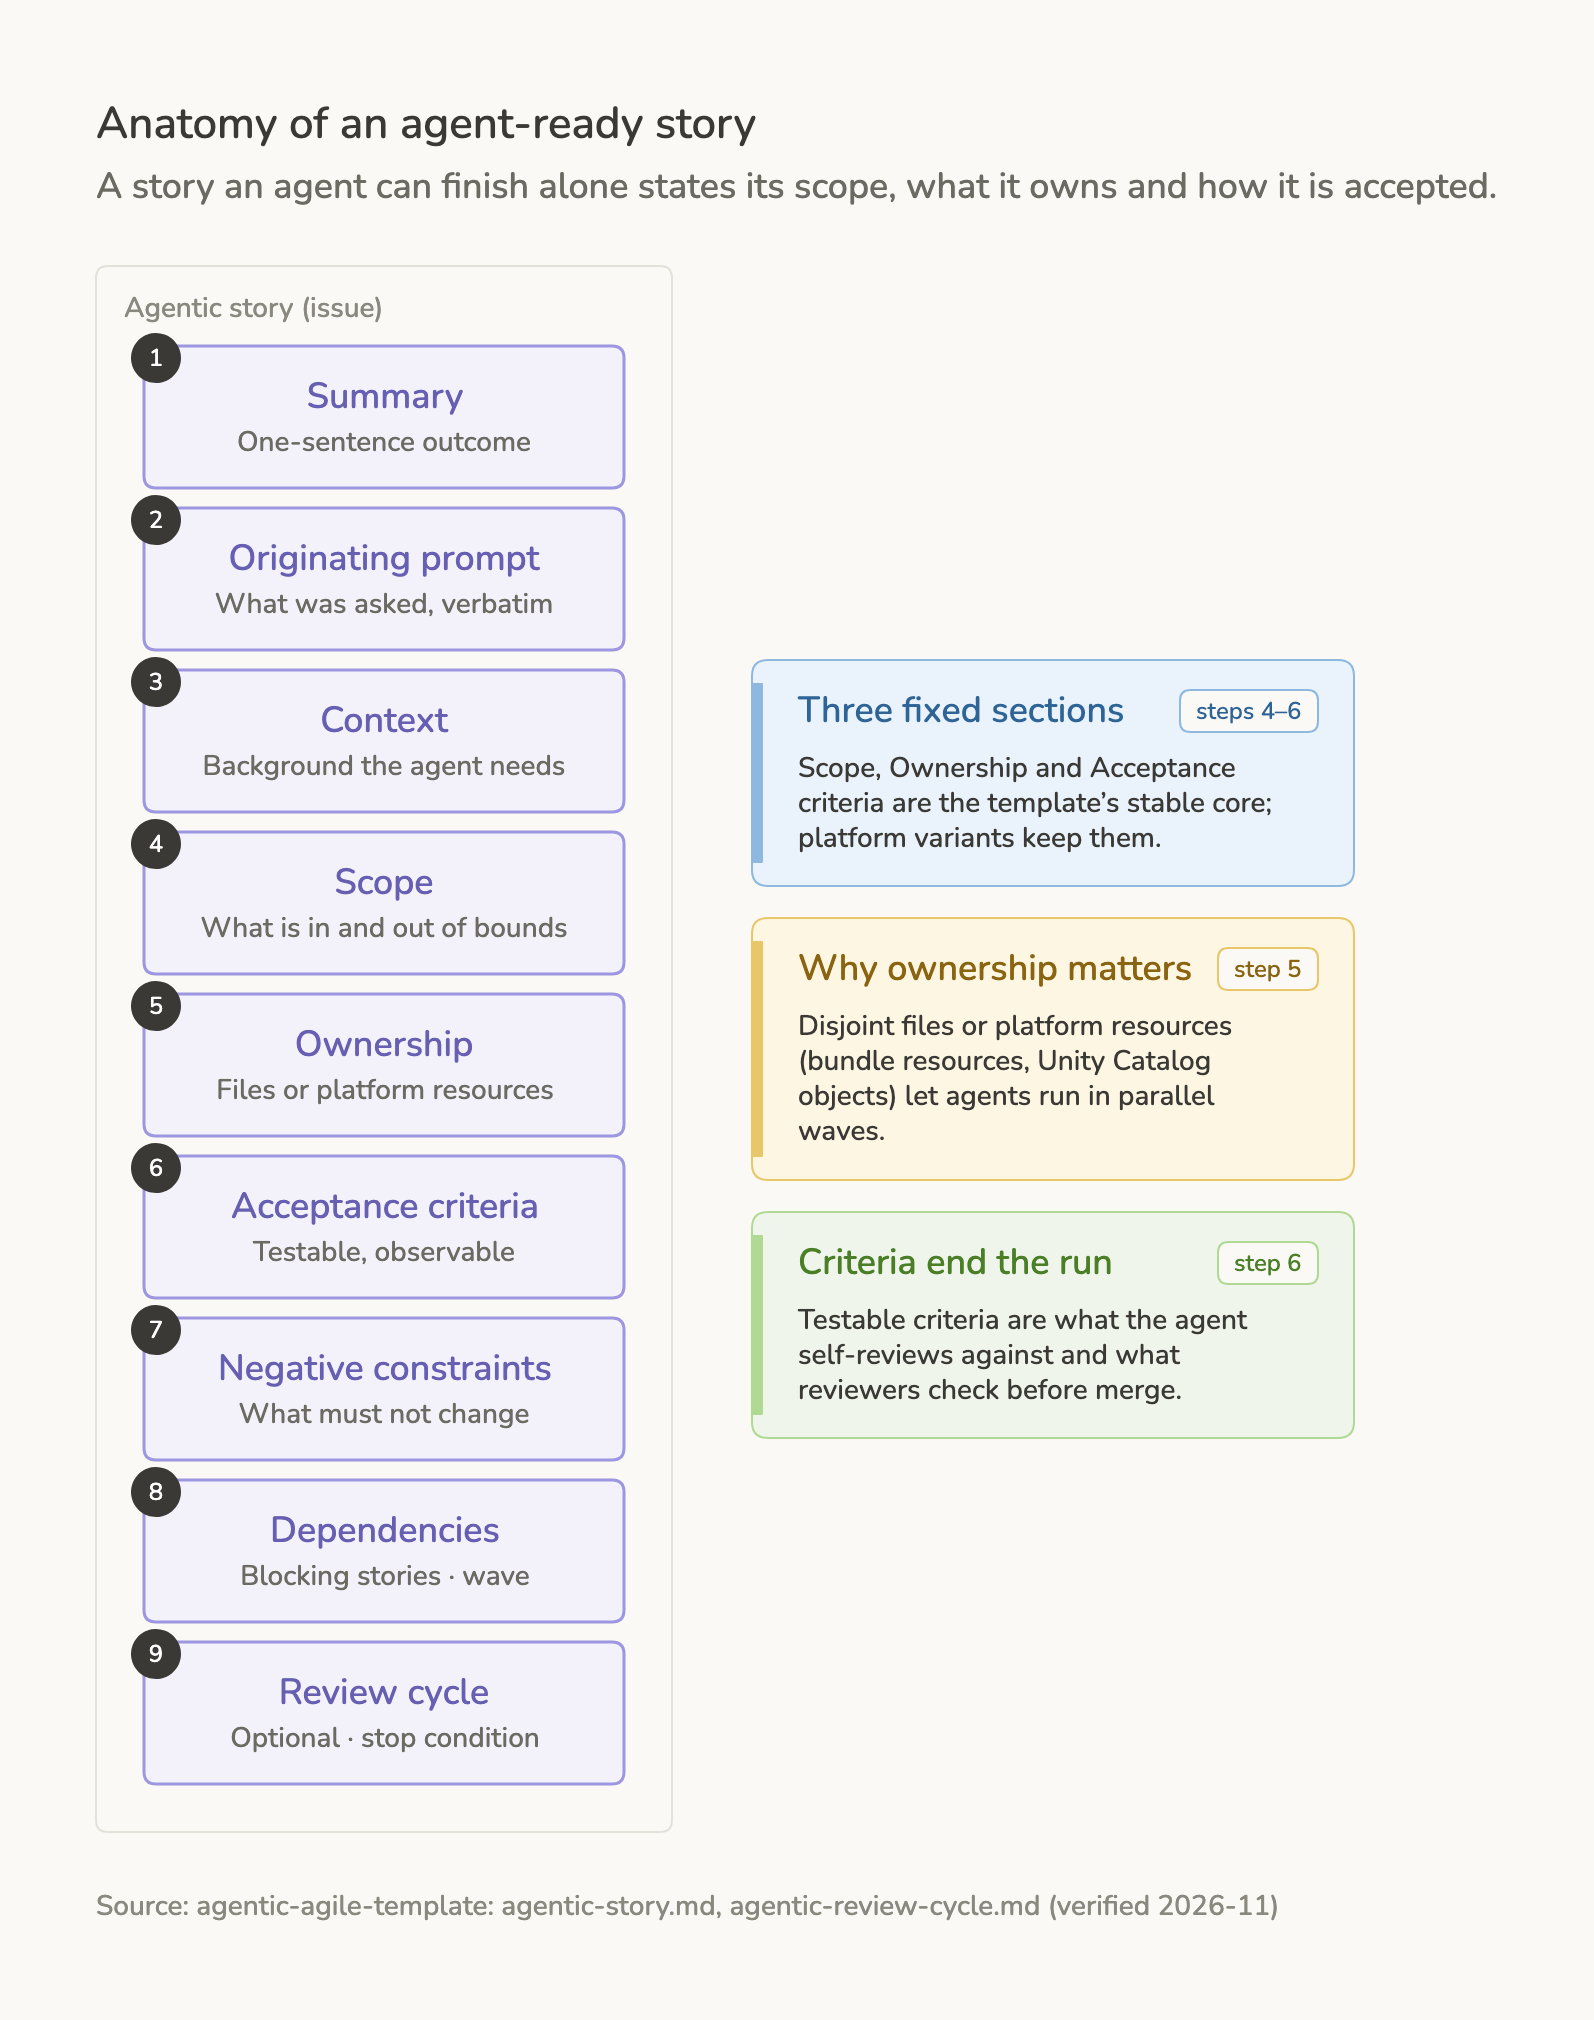 Anatomy of an agent-ready story
A story an agent can finish alone states its scope, what it owns and how it is accepted.
Agentic story (issue)
1
Summary
One-sentence outcome
2
Originating prompt
What was asked, verbatim
3
Context
Background the agent needs
4
Scope
What is in and out of bounds
5
Ownership
Files or platform resources
6
Acceptance criteria
Testable, observable
7
Negative constraints
What must not change
8
Dependencies
Blocking stories · wave
9
Review cycle
Optional · stop condition
Three fixed sections
steps 4–6
Scope, Ownership and Acceptance
criteria are the template’s stable core;
platform variants keep them.
Why ownership matters
step 5
Disjoint files or platform resources
(bundle resources, Unity Catalog
objects) let agents run in parallel
waves.
Criteria end the run
step 6
Testable criteria are what the agent
self-reviews against and what
reviewers check before merge.
Source: agentic-agile-template: agentic-story.md, agentic-review-cycle.md (verified 2026-11)